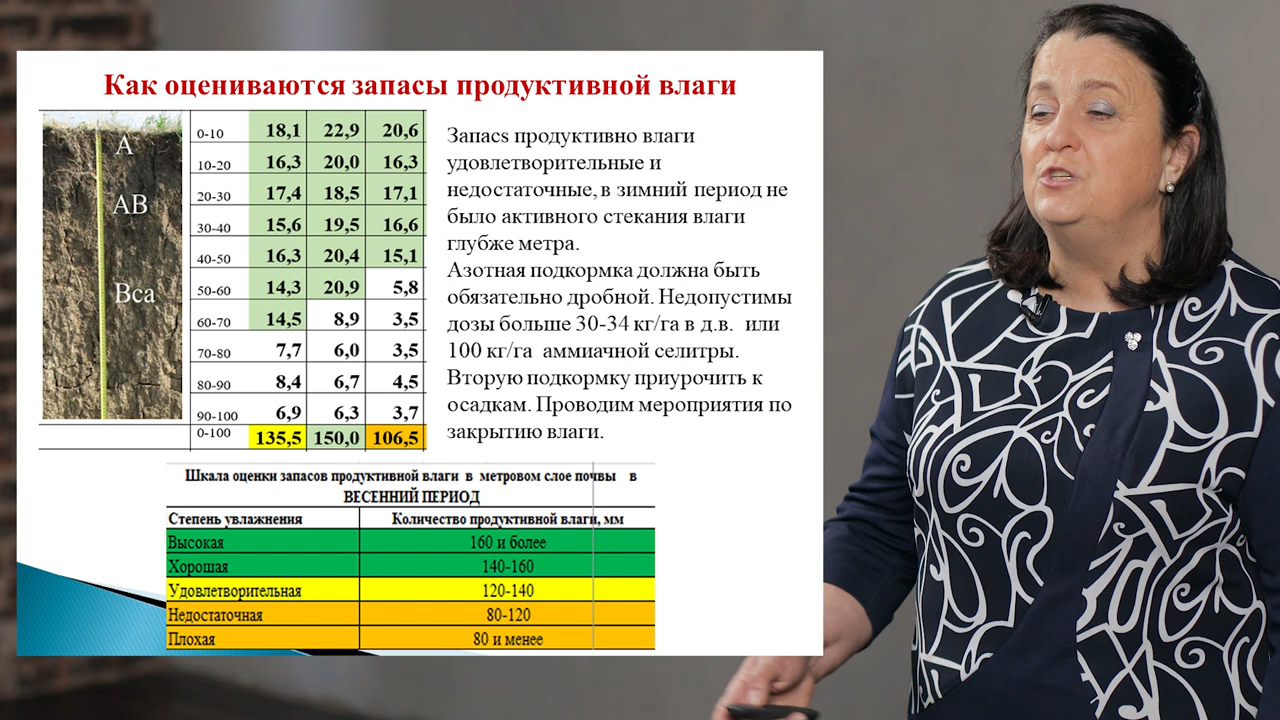 Как оцениваются запасы продуктивной влаги
A
AB
Bca
0-10 18,1 22,9 20,6
10-20 16,3 20,0 16,3
20-30 17,4 18,5 17,1
30-40 15,6 19,5 16,6
40-50 16,3 20,4 15,1
50-60 14,3 20,9 5,8
60-70 14,5 8,9 3,5
70-80 7,7 6,0 3,5
80-90 8,4 6,7 4,5
90-100 6,9 6,3 3,7
0-100 135,5 150,0 106,5
Запасs продуктивно влаги
удовлетворительные и
недостаточные, в зимний период не
было активного стекания влаги
глубже метра.
Азотная подкормка должна быть
обязательно дробной. Недопустимы
дозы больше 30-34 кг/га в д.в. или
100 кг/га аммиачной селитры.
Вторую подкормку приурочить к
осадкам. Проводим мероприятия по
закрытию влаги.
Шкала оценки запасов продуктивной влаги в метровом слое почвы в
ВЕСЕННИЙ ПЕРИОД
Степень увлажнения Количество продуктивной влаги, мм
Высокая 160 и более
Хорошая 140-160
Удовлетворительная 120-140
Недостаточная 80-120
Плохая 80 и менее